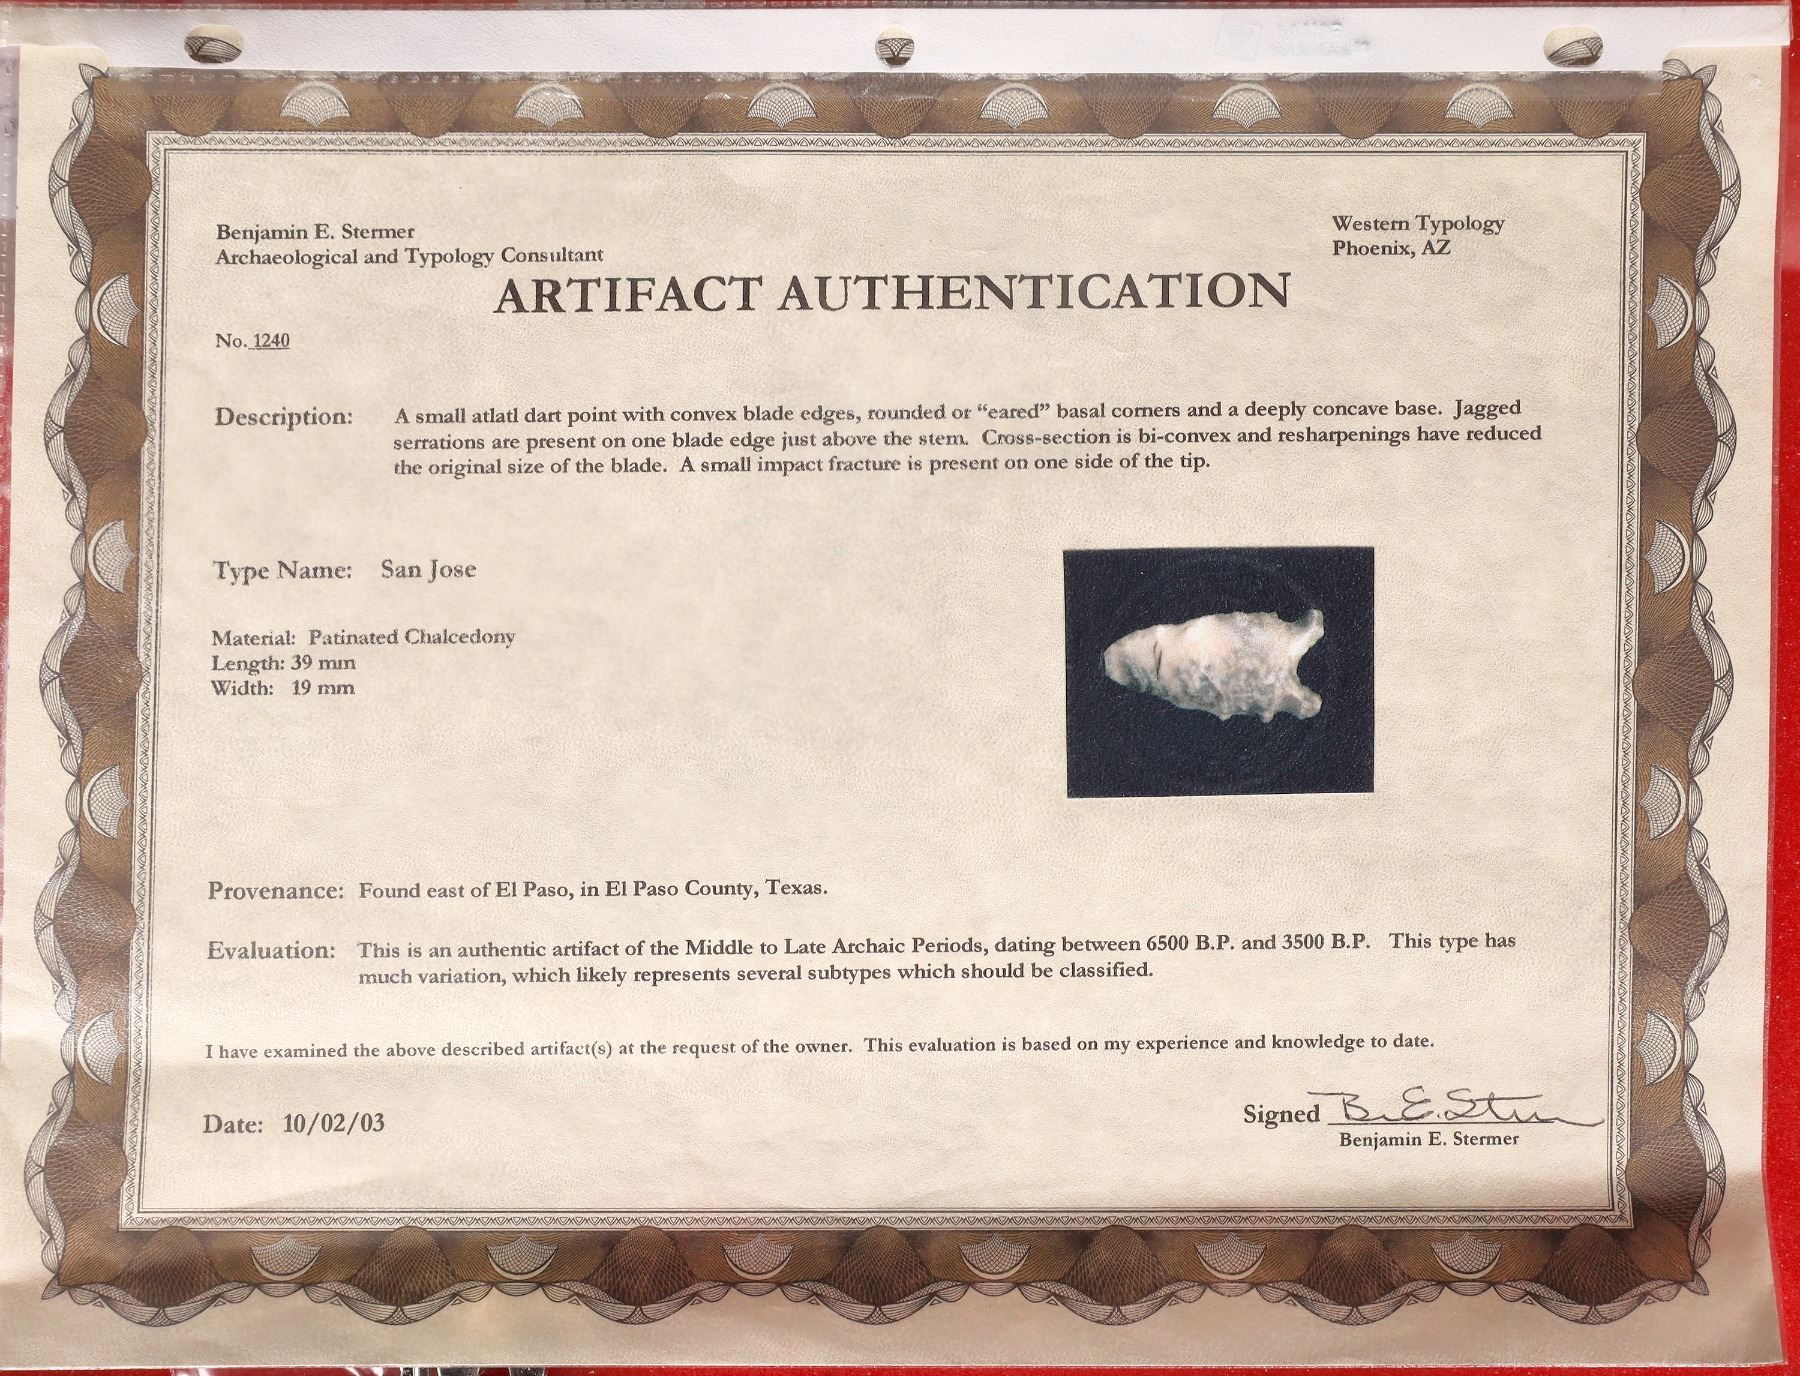 Benjamin E. Stermer
Archaeological and Typology Consultant
Western Typology
Phoenix, AZ
ARTIFACT AUTHENTICATION
No. 1240
Description: A small atlatl dart point with convex blade edges, rounded or “eared” basal corners and a deeply concave base. Jagged
serrations are present on one blade edge just above the stem. Cross-section is bi-convex and resharpenings have reduced
the original size of the blade. A small impact fracture is present on one side of the tip.
Type Name: San Jose
Material: Patinated Chalcedony
Length: 39 mm
Width: 19 mm
Provenance: Found east of El Paso, in El Paso County, Texas.
Evaluation: This is an authentic artifact of the Middle to Late Archaic Periods, dating between 6500 B.P. and 3500 B.P. This type has
much variation, which likely represents several subtypes which should be classified.
I have examined the above described artifact(s) at the request of the owner. This evaluation is based on my experience and knowledge to date.
Date: 10/02/03
Signed B. E. Stermer
Benjamin E. Stermer